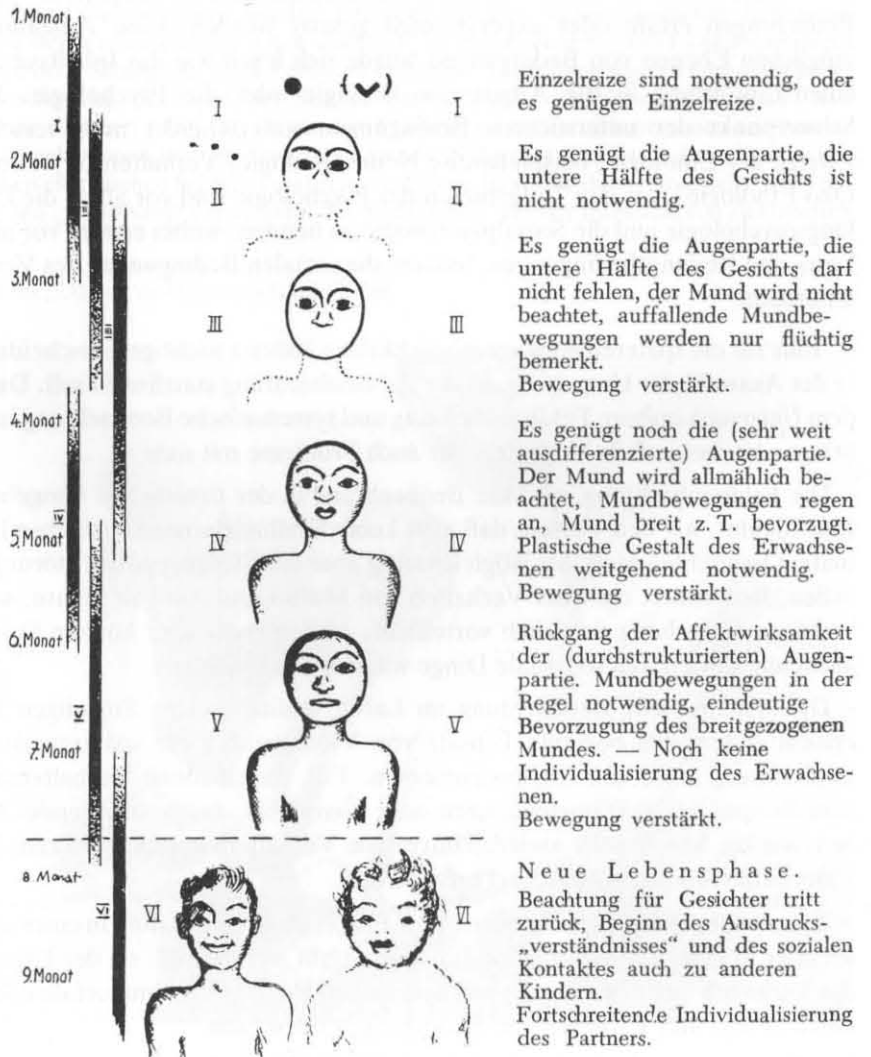 1.Monat
I
2.Monat
II
III
3.Monat
4.Monat
IV
5.Monat
6.Monat
V
7.Monat
8. Monat
VI
9.Monat
I
I
Einzelreize sind notwendig, oder
es genügen Einzelreize.
II
II
Es genügt die Augenpartie, die
untere Hälfte des Gesichts ist
nicht notwendig.
III
III
Es genügt die Augenpartie, die
untere Hälfte des Gesichts darf
nicht fehlen, der Mund wird nicht
beachtet, auffallende Mundbe-
wegungen werden nur flüchtig
bemerkt.
Bewegung verstärkt.
IV
IV
Es genügt noch die (sehr weit
ausdifferenzierte) Augenpartie.
Der Mund wird allmählich be-
achtet, Mundbewegungen regen
an, Mund breit z. T. bevorzugt.
Plastische Gestalt des Erwachse-
nen weitgehend notwendig.
Bewegung verstärkt.
V
V
Rückgang der Affektwirksamkeit
der (durchstrukturierten) Augen-
partie. Mundbewegungen in der
Regel notwendig, eindeutige
Bevorzugung des breitgezogenen
Mundes. — Noch keine
Individualisierung des Erwachse-
nen.
Bewegung verstärkt.
VI
VI
Neue Lebensphase.
Beachtung für Gesichter tritt
zurück, Beginn des Ausdrucks-
„verständnisses“ und des sozialen
Kontaktes auch zu anderen
Kindern.
Fortschreitende Individualisierung
des Partners.